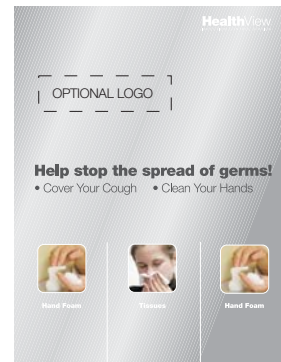 HealthView
OPTIONAL LOGO
Help stop the spread of germs!
• Cover Your Cough • Clean Your Hands
Hand Foam Tissues Hand Foam